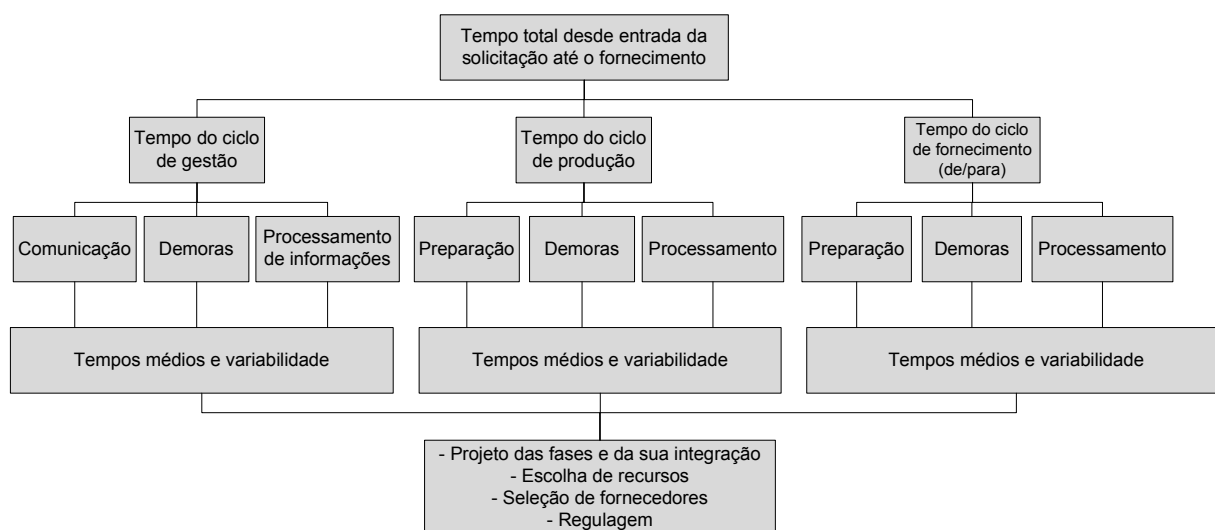 Tempo total desde entrada da
solicitação até o fornecimento
Tempo do ciclo
de gestão
Tempo do ciclo
de produção
Tempo do ciclo
de fornecimento
(de/para)
Comunicação
Demoras
Processamento
de informações
Preparação
Demoras
Processamento
Preparação
Demoras
Processamento
Tempos médios e variabilidade
Tempos médios e variabilidade
Tempos médios e variabilidade
- Projeto das fases e da sua integração
- Escolha de recursos
- Seleção de fornecedores
- Regulagem